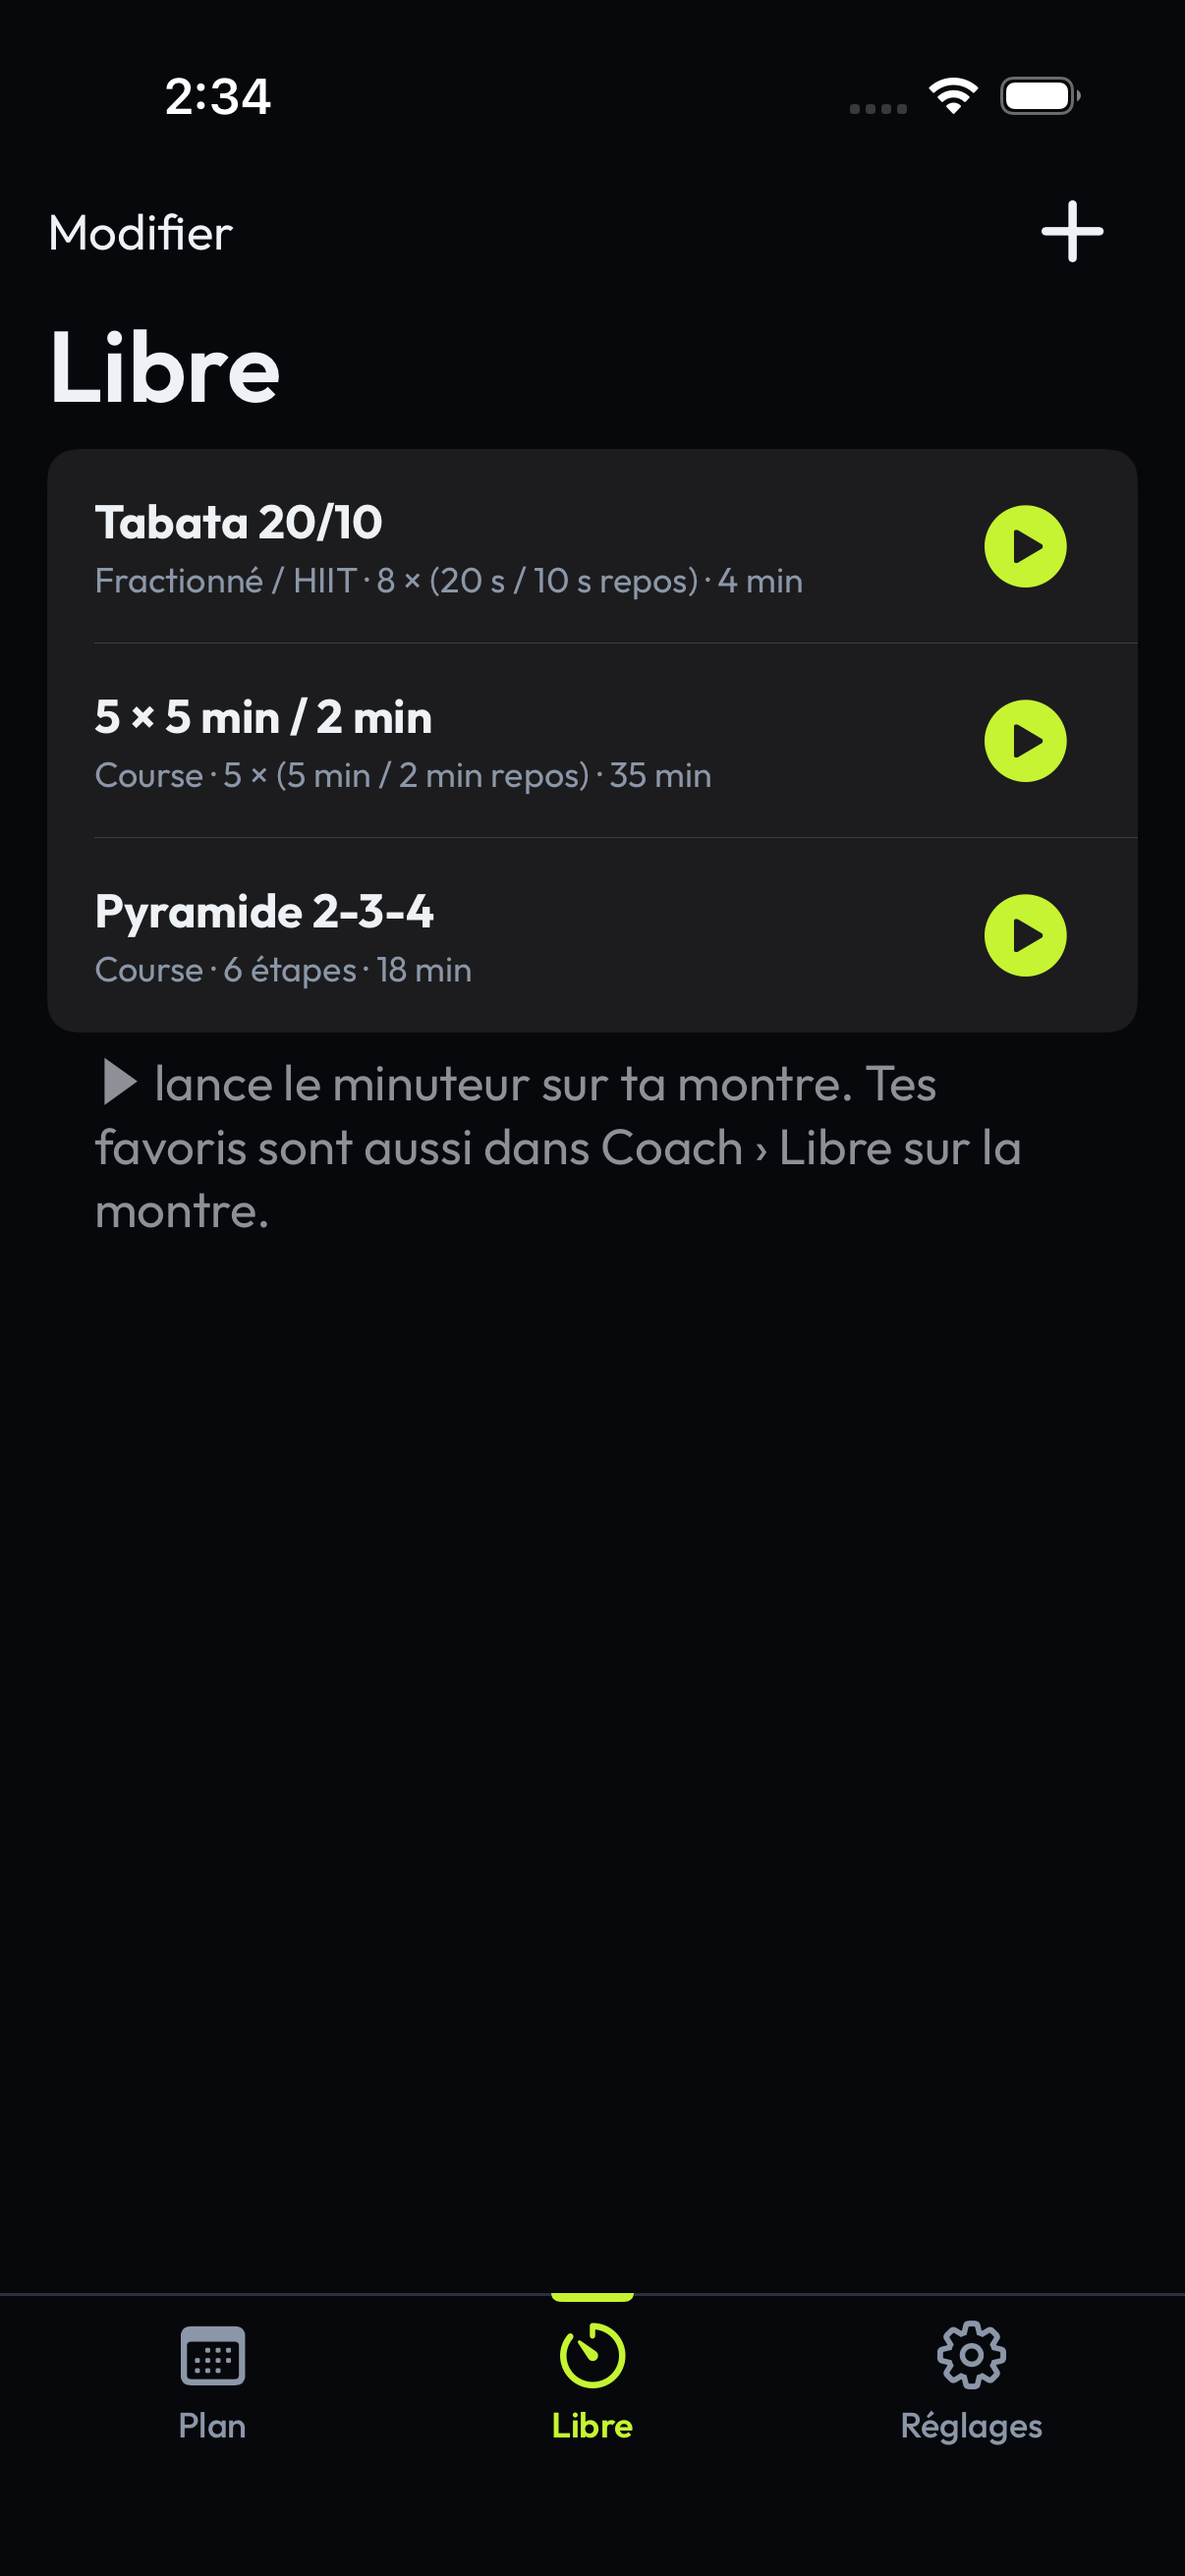 2:34
Modifier
Libre
Tabata 20/10
Fractionné / HIIT · 8 × (20 s / 10 s repos) · 4 min
5 × 5 min / 2 min
Course · 5 × (5 min / 2 min repos) · 35 min
Pyramide 2-3-4
Course · 6 étapes · 18 min
lance le minuteur sur ta montre. Tes
favoris sont aussi dans Coach › Libre sur la
montre.
Plan
Libre
Réglages